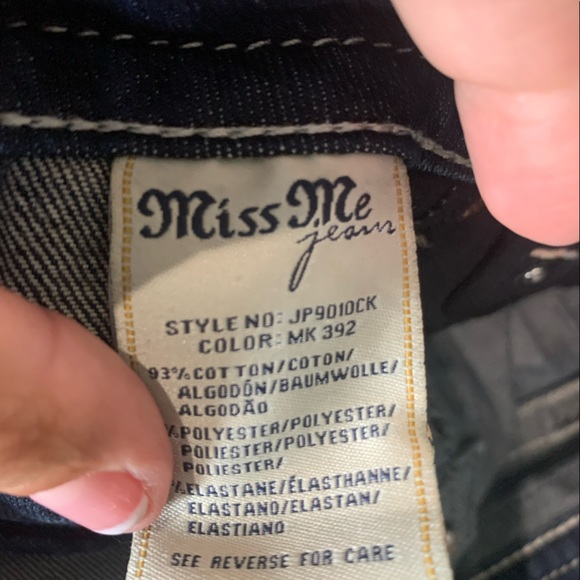 Miss Me
jeans
STYLE NO: JP9010CK
COLOR: MK 392
93% COTTON/COTON/
ALGODÓN/BAUMWOLLE/
ALGODÃO
%POLYESTER/POLYESTER/
POLIESTER/POLYESTER/
POLIESTER/
%ELASTANE/ÉLASTHANNE/
ELASTANO/ELASTAN/
ELASTIANO
SEE REVERSE FOR CARE